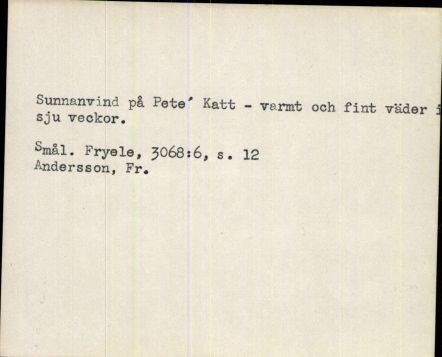 Sunnanvind på Pete´ Katt - varmt och fint väder i
sju veckor.
Smål. Fryele, 3068:6, s. 12
Andersson, Fr.